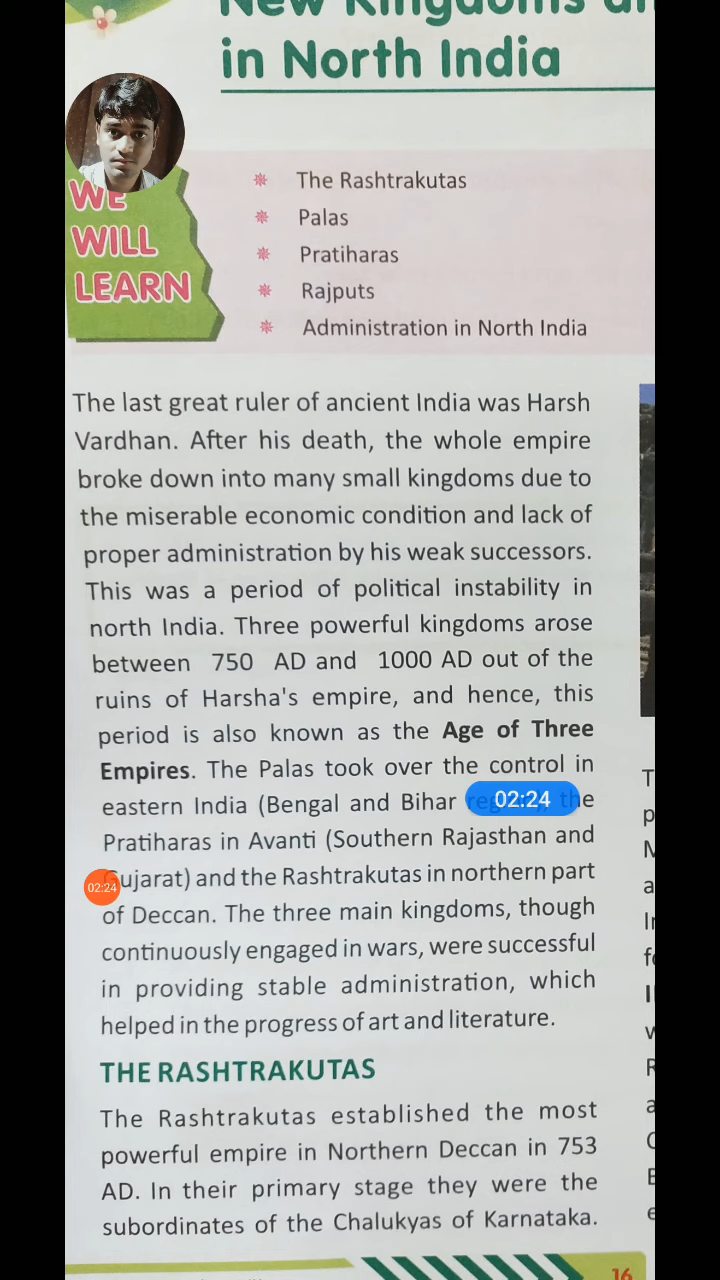 New Kingdoms
in North India
WE
WILL
LEARN
The Rashtrakutas
Palas
Pratiharas
Rajputs
Administration in North India
The last great ruler of ancient India was Harsh
Vardhan. After his death, the whole empire
broke down into many small kingdoms due to
the miserable economic condition and lack of
proper administration by his weak successors.
This was a period of political instability in
north India. Three powerful kingdoms arose
between 750 AD and 1000 AD out of the
ruins of Harsha's empire, and hence, this
period is also known as the Age of Three
Empires. The Palas took over the control in
eastern India (Bengal and Bihar
02:24
Pratiharas in Avanti (Southern Rajasthan and
02:24
Gujarat) and the Rashtrakutas in northern part
of Deccan. The three main kingdoms, though
continuously engaged in wars, were successful
in providing stable administration, which
helped in the progress of art and literature.
THE RASHTRAKUTAS
The Rashtrakutas established the most
powerful empire in Northern Deccan in 753
AD. In their primary stage they were the
subordinates of the Chalukyas of Karnataka.
16